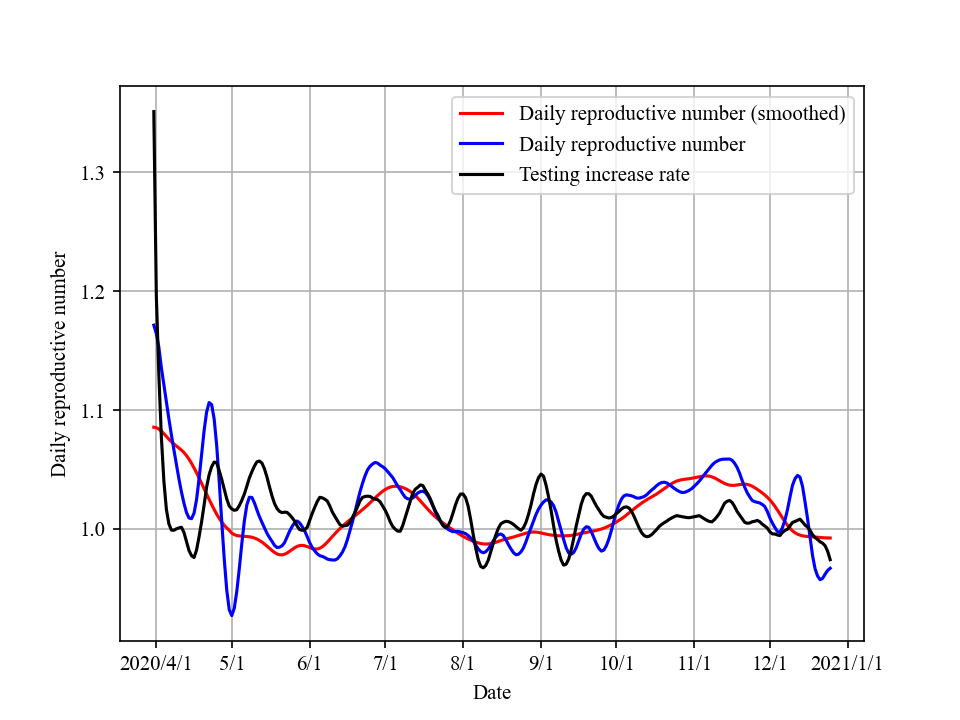 Daily reproductive number (smoothed)
Daily reproductive number
Testing increase rate
Daily reproductive number
1.3
1.2
1.1
1.0
2020/4/1 5/1 6/1 7/1 8/1 9/1 10/1 11/1 12/1 2021/1/1
Date